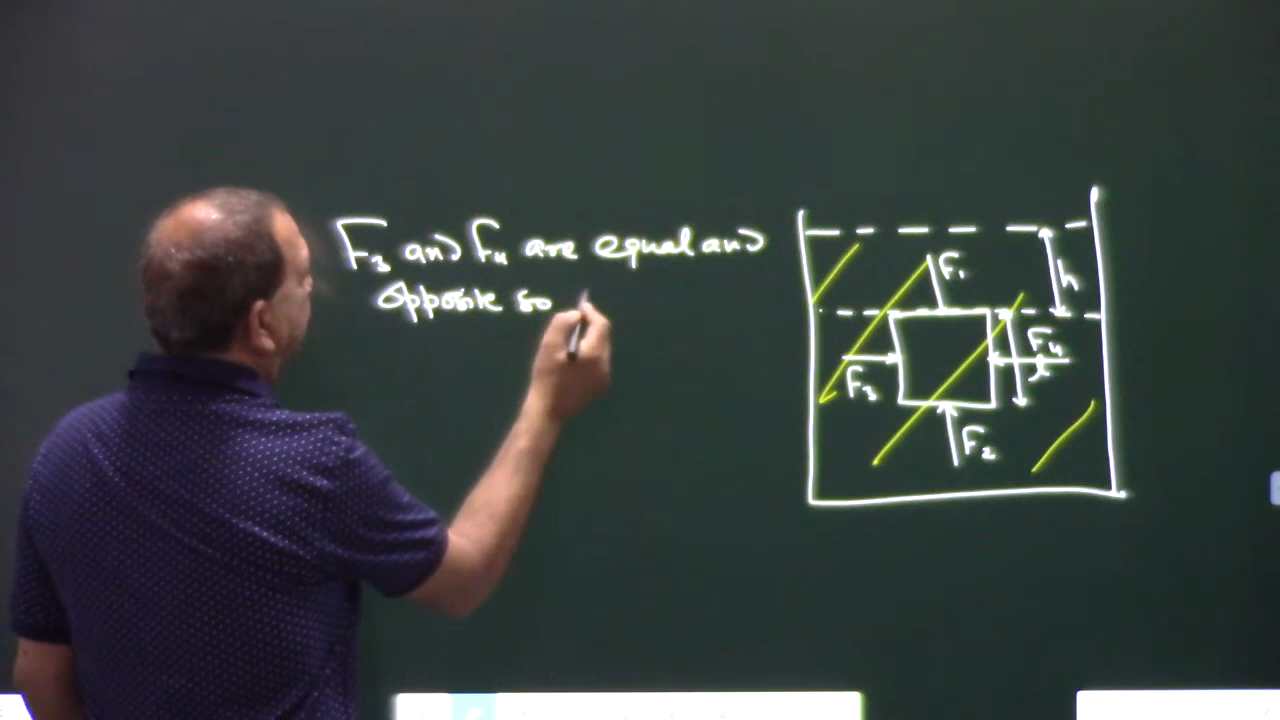 F₃ and F₄ are equal and
opposite so
F₁
h
F₃
F₄
x
F₂